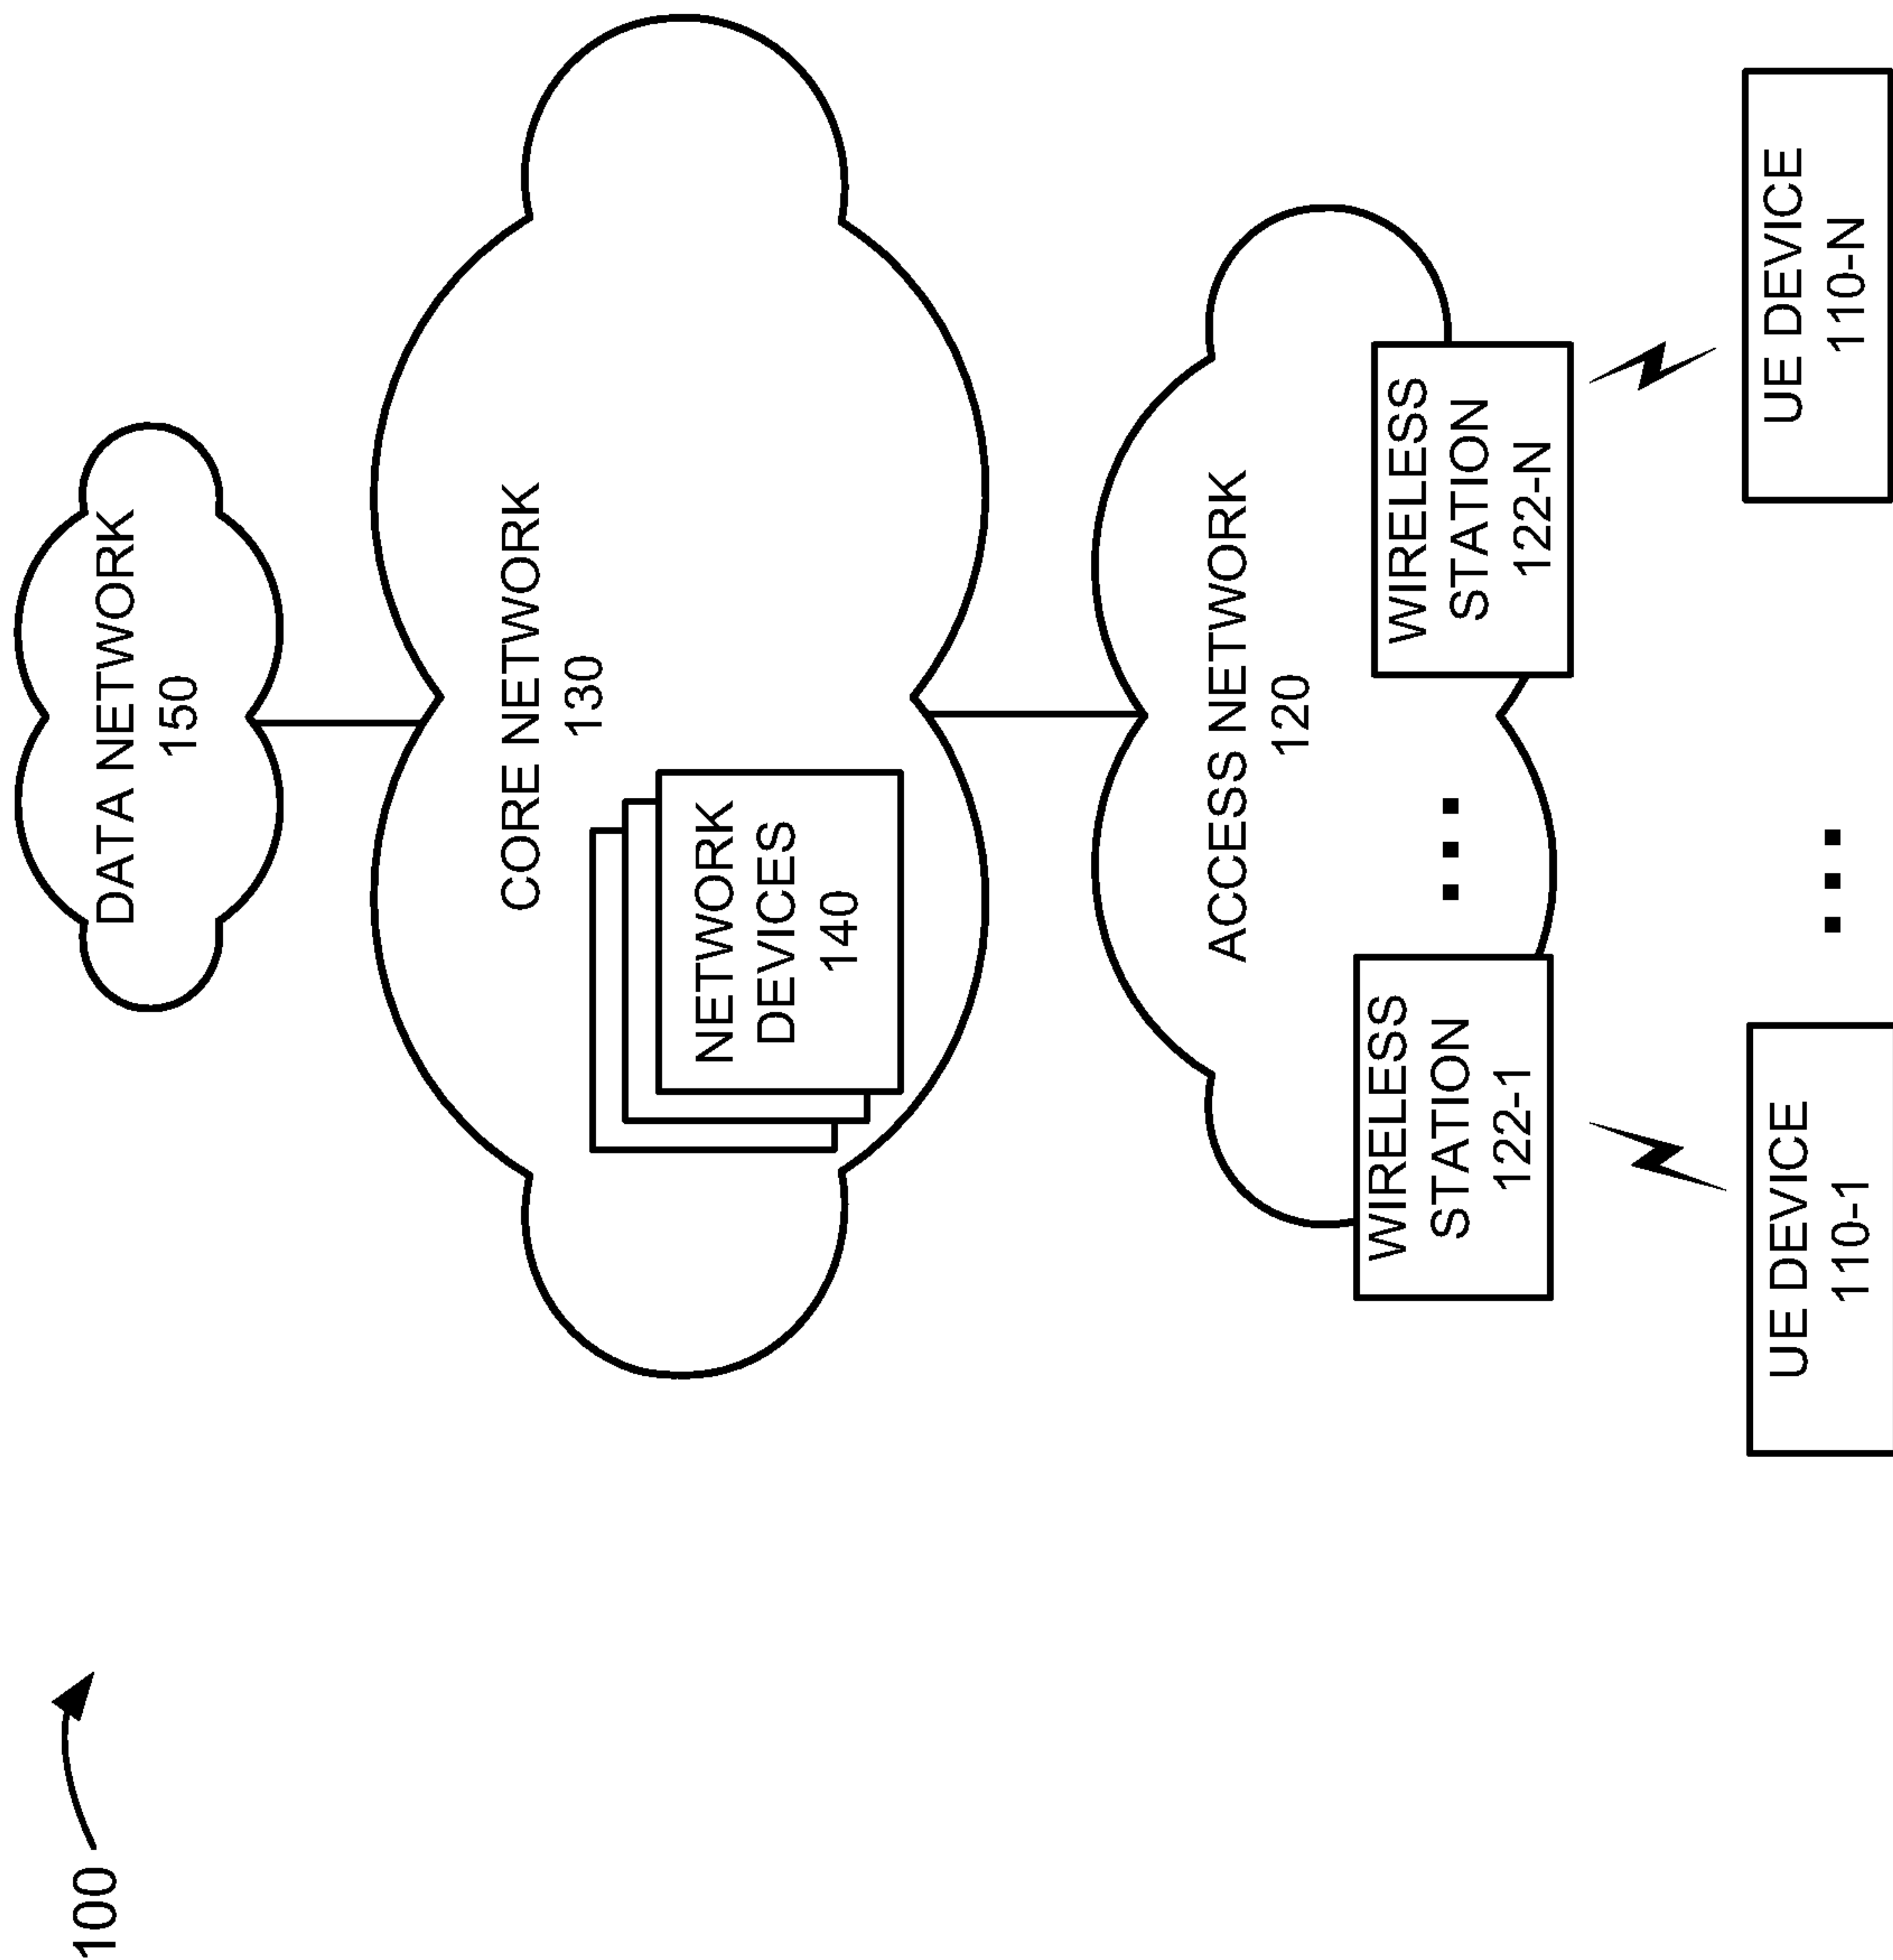 100
DATA NETWORK
150
CORE NETWORK
130
NETWORK
DEVICES
140
ACCESS NETWORK
120
WIRELESS
STATION
122-1
WIRELESS
STATION
122-N
UE DEVICE
110-1
UE DEVICE
110-N